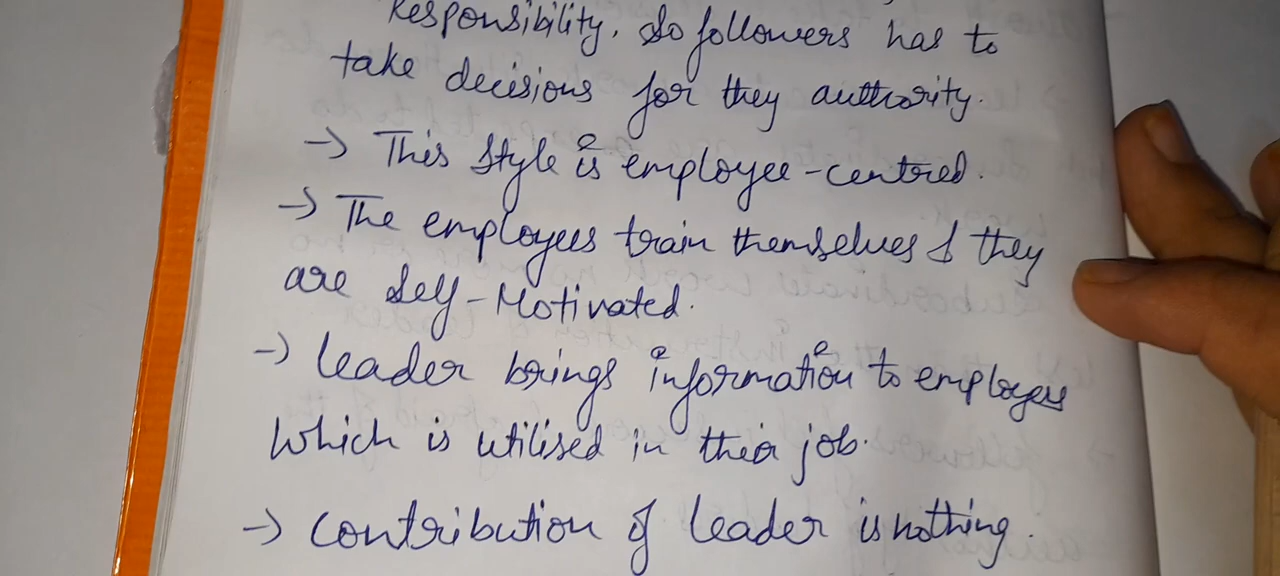 Responsibility. So followers has to
take decisions for they authority.
→ This style is employee-centred.
→ The employees train themselves & they
are self-Motivated.
→ leader brings information to employees
which is utilised in their job.
→ contribution of leader is nothing.